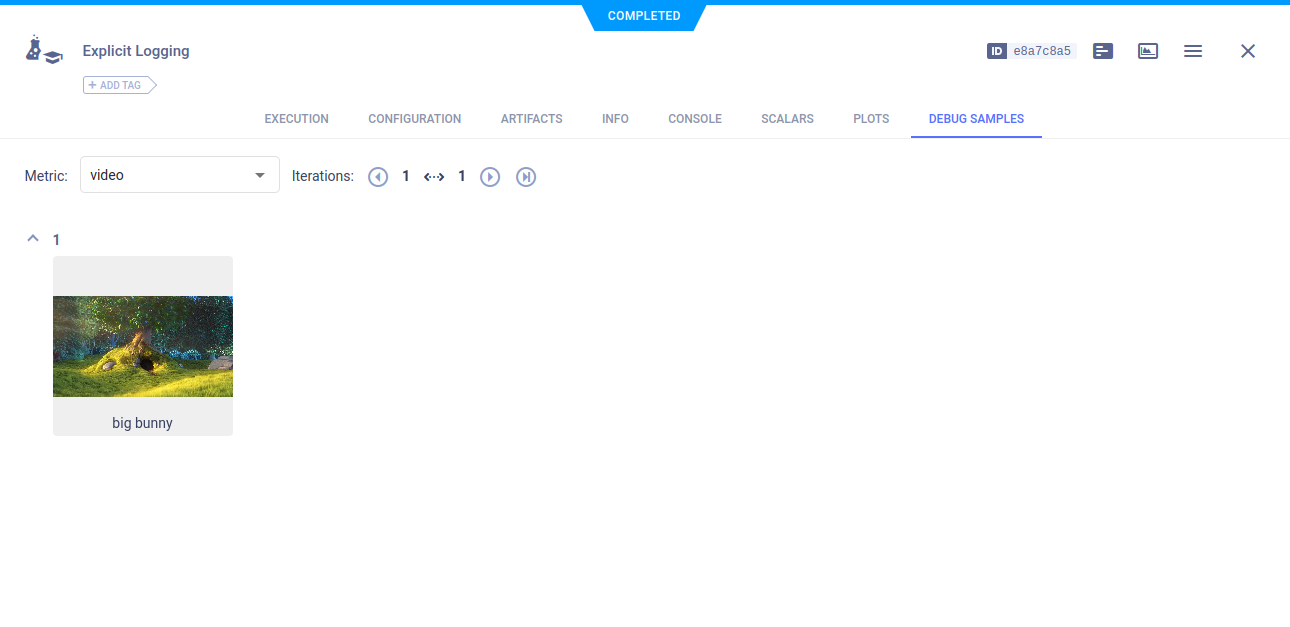 COMPLETED
Explicit Logging
ID e8a7c8a5
+ ADD TAG
EXECUTION CONFIGURATION ARTIFACTS INFO CONSOLE SCALARS PLOTS DEBUG SAMPLES
Metric: video Iterations: 1 1
1
big bunny